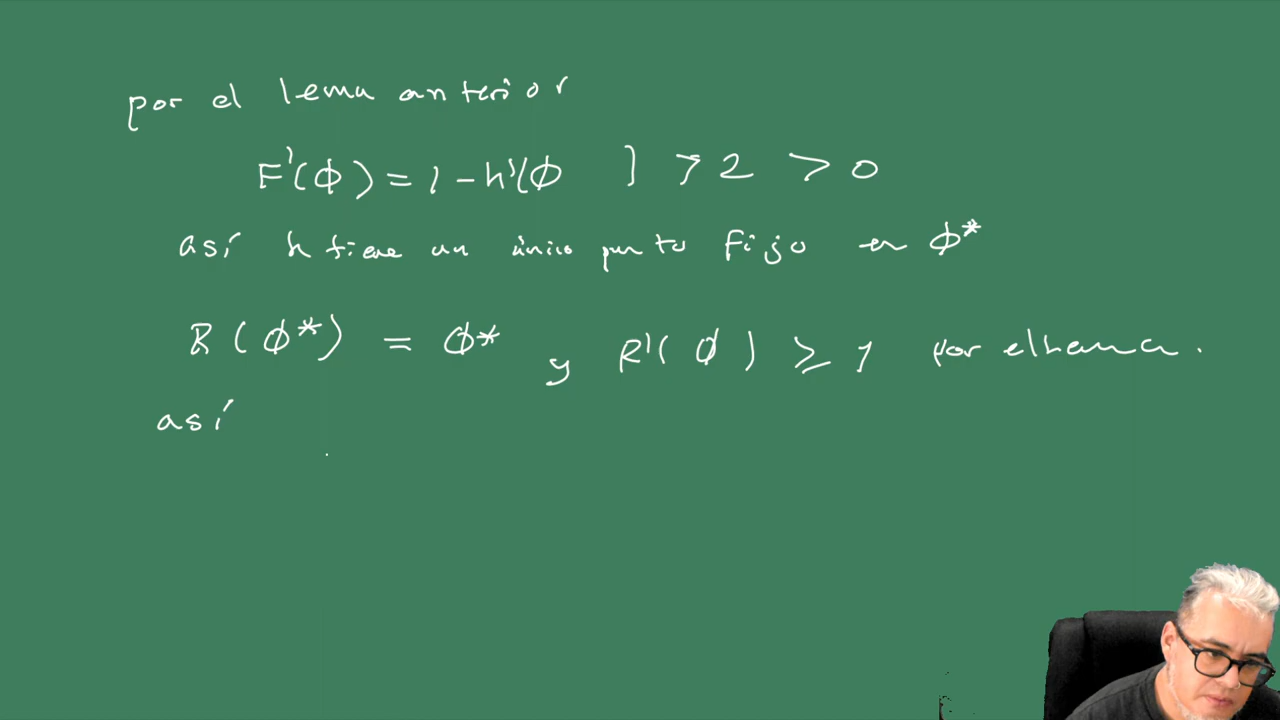 por el lema anterior
F'(ϕ) = 1 - h'(ϕ ) > 2 > 0
así h tiene un único punto Fijo en ϕ*
R(ϕ*) = ϕ* y R'(ϕ) ≥ 1 por el lema.
así